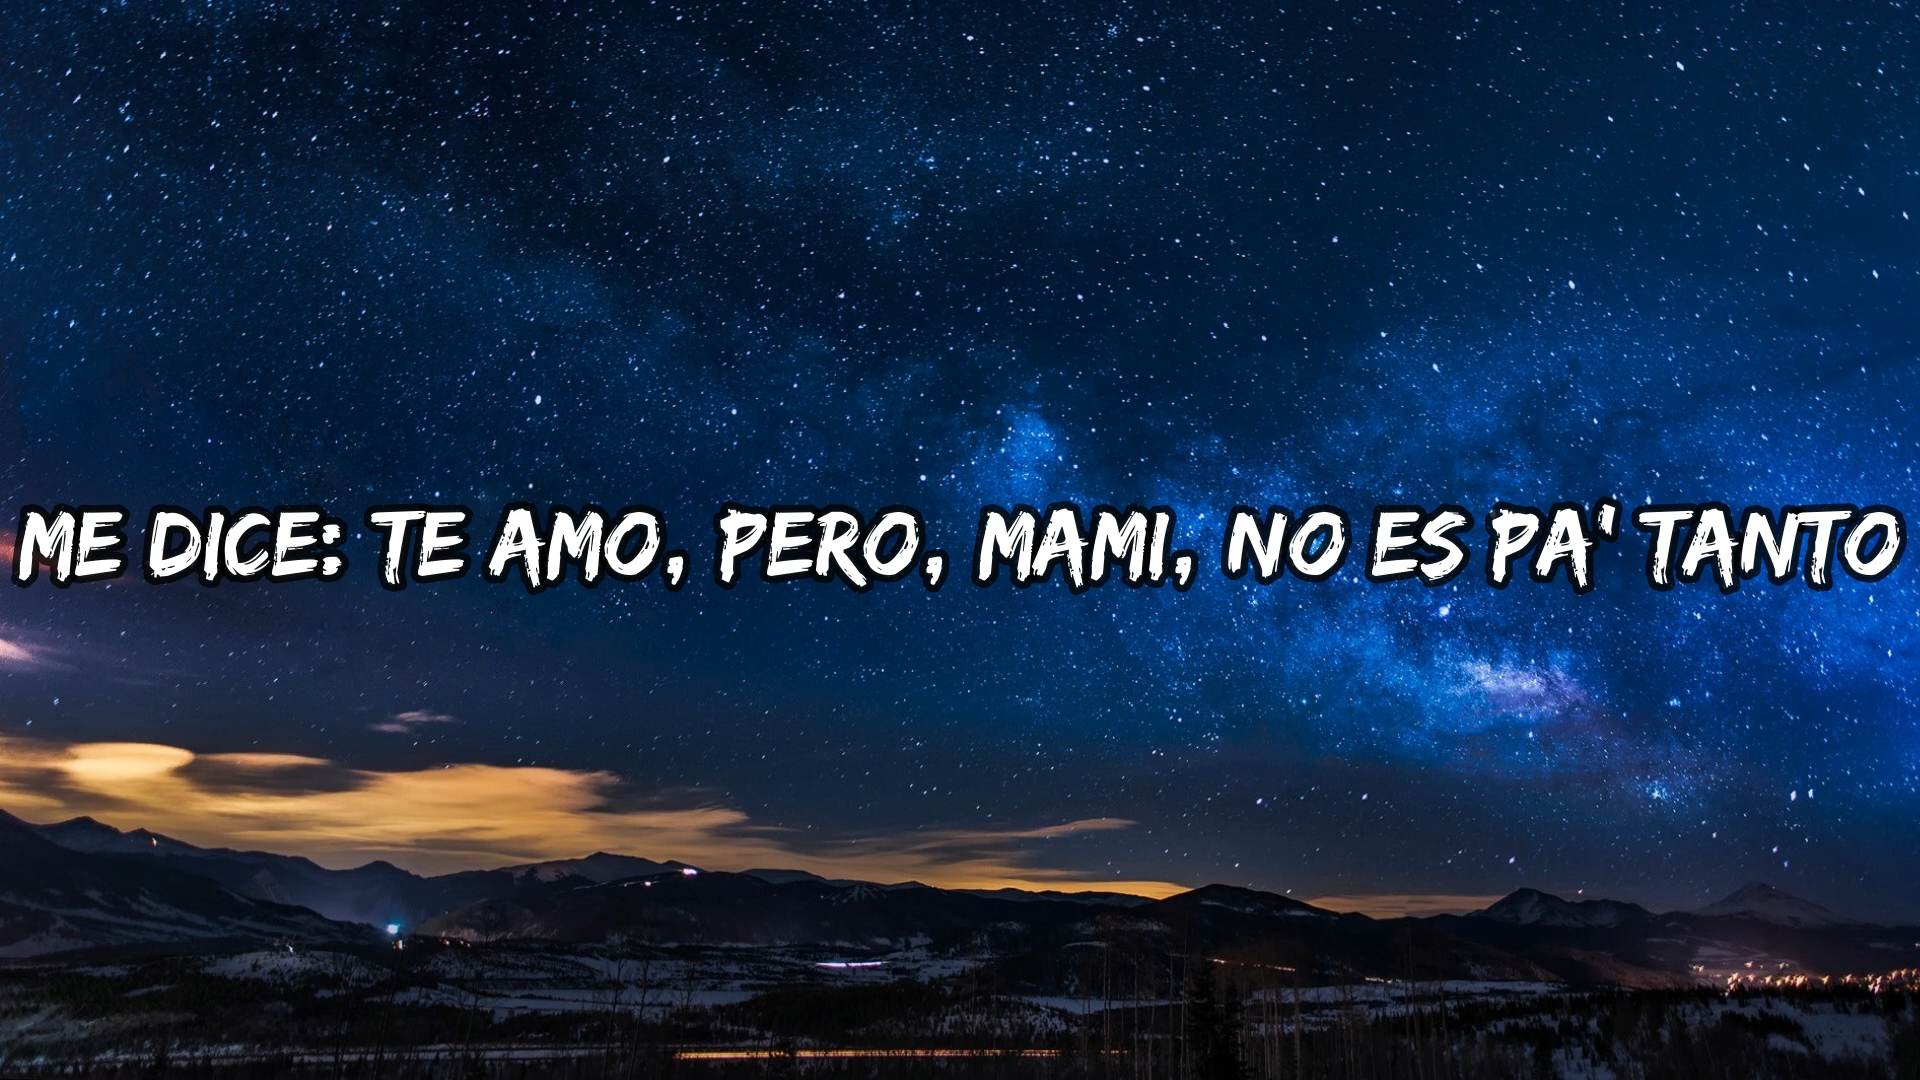 ME DICE: TE AMO, PERO, MAMI, NO ES PA' TANTO